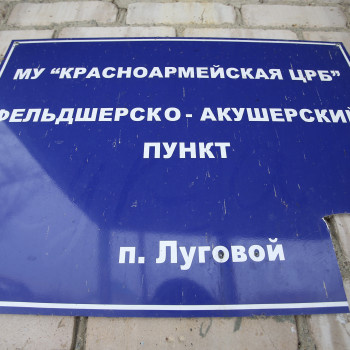 МУ "КРАСНОАРМЕЙСКАЯ ЦРБ"
ФЕЛЬДШЕРСКО - АКУШЕРСКИЙ
ПУНКТ
п. Луговой